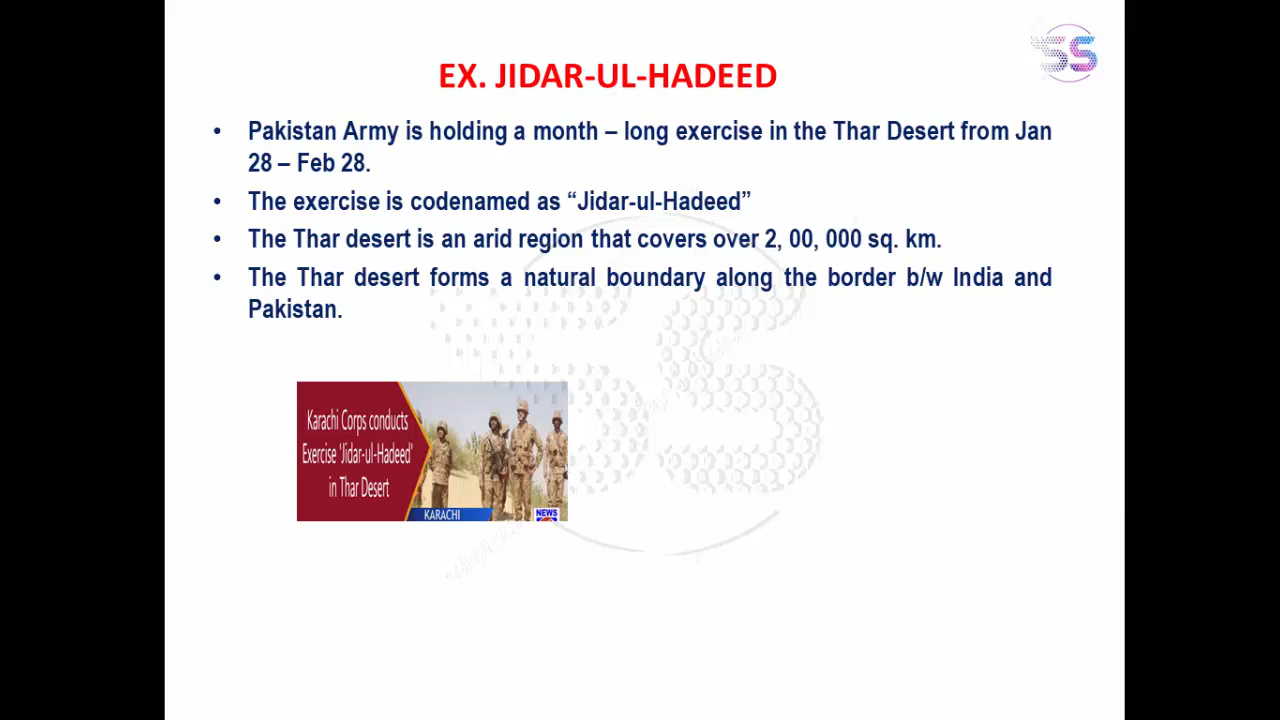 SS
EX. JIDAR-UL-HADEED
• Pakistan Army is holding a month – long exercise in the Thar Desert from Jan
28 – Feb 28.
• The exercise is codenamed as “Jidar-ul-Hadeed”
• The Thar desert is an arid region that covers over 2, 00, 000 sq. km.
• The Thar desert forms a natural boundary along the border b/w India and
Pakistan.
Karachi Corps conducts
Exercise 'Jidar-ul-Hadeed'
in Thar Desert
KARACHI
NEWS